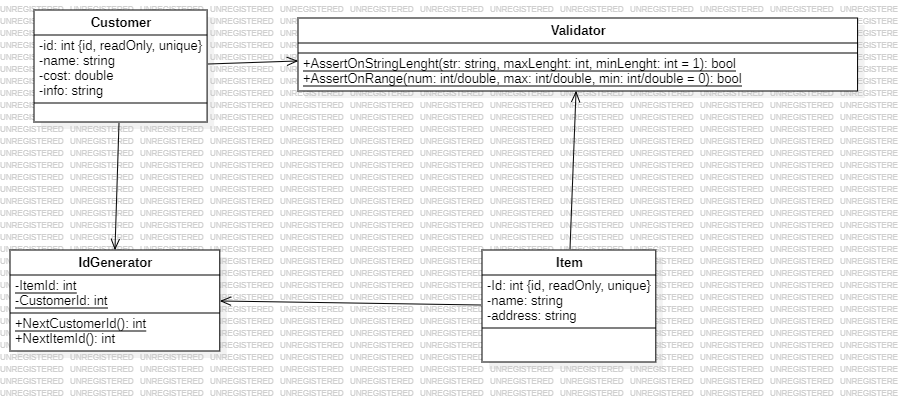 Customer
-id: int {id, readOnly, unique}
-name: string
-cost: double
-info: string
Validator
+AssertOnStringLenght(str: string, maxLenght: int, minLenght: int = 1): bool
+AssertOnRange(num: int/double, max: int/double, min: int/double = 0): bool
IdGenerator
-ItemId: int
-CustomerId: int
+NextCustomerId(): int
+NextItemId(): int
Item
-Id: int {id, readOnly, unique}
-name: string
-address: string
UNREGISTERED